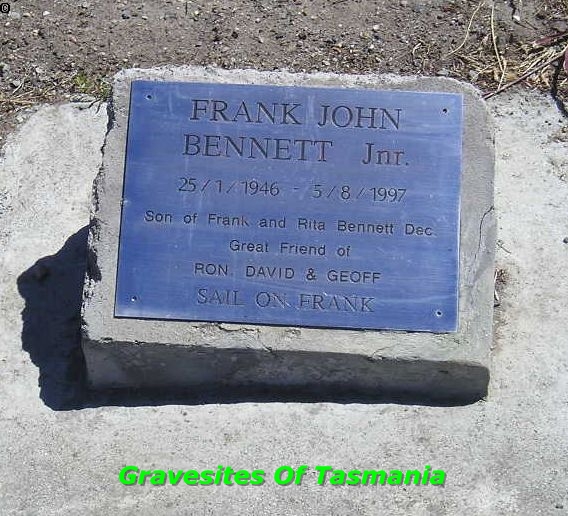 FRANK JOHN
BENNETT Jnr.
25/1/1946 - 5/8/1997
Son of Frank and Rita Bennett Dec.
Great Friend of
RON, DAVID & GEOFF
SAIL ON FRANK
Gravesites Of Tasmania